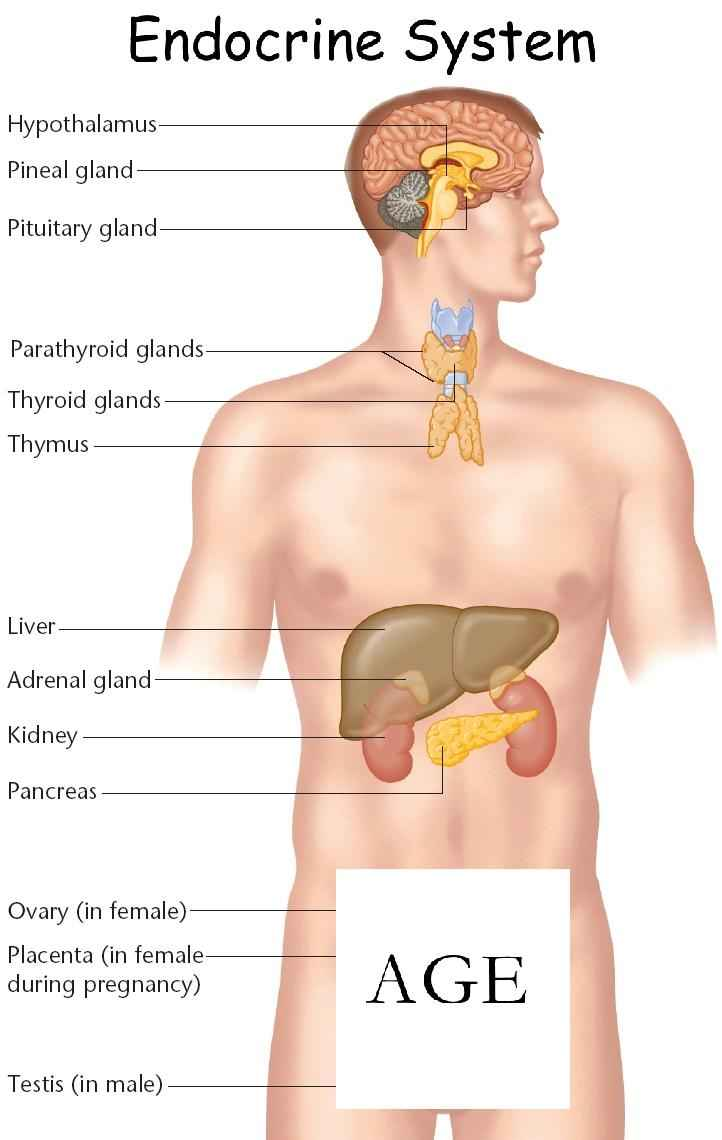 Endocrine System
Hypothalamus
Pineal gland
Pituitary gland
Parathyroid glands
Thyroid glands
Thymus
Liver
Adrenal gland
Kidney
Pancreas
Ovary (in female)
Placenta (in female
during pregnancy)
AGE
Testis (in male)